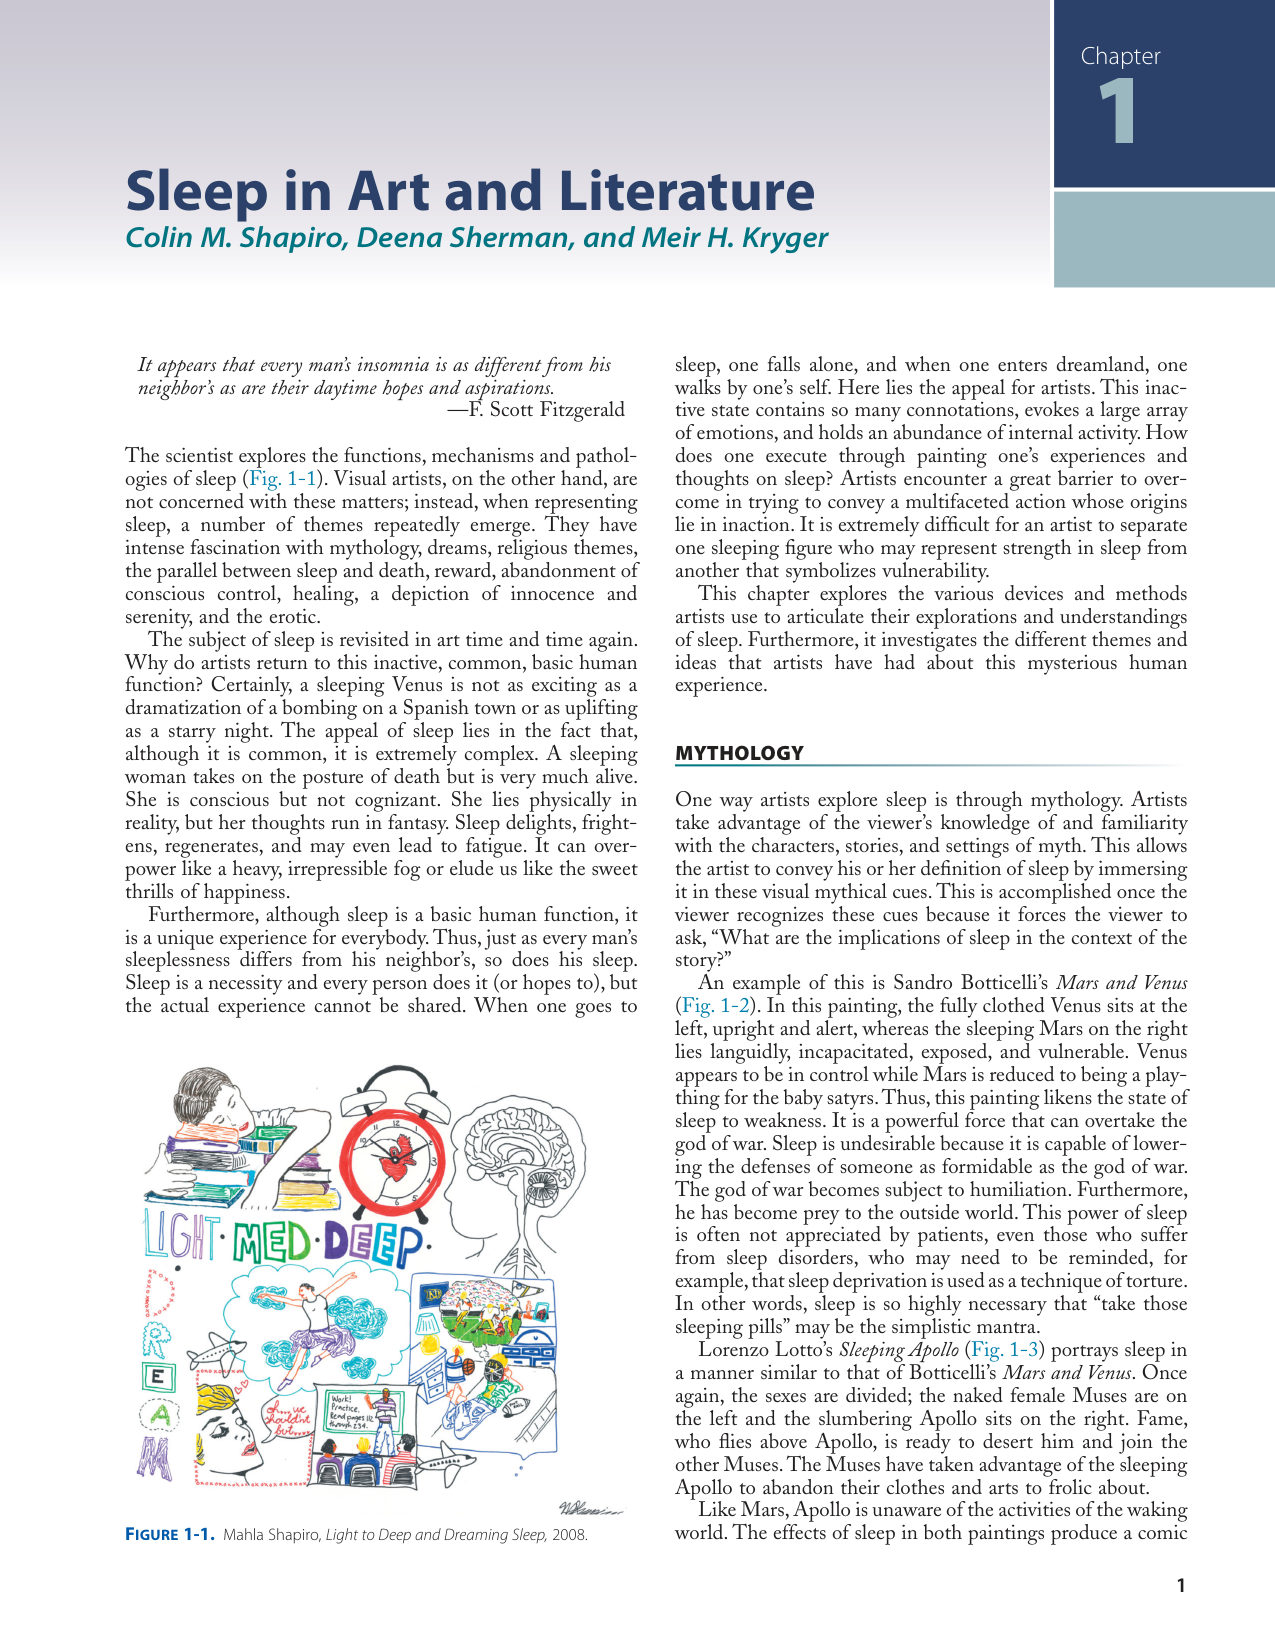 Chapter
1
Sleep in Art and Literature
Colin M. Shapiro, Deena Sherman, and Meir H. Kryger
It appears that every man's insomnia is as different from his
neighbor's as are their daytime hopes and aspirations.
—F. Scott Fitzgerald
The scientist explores the functions, mechanisms and pathol-
ogies of sleep (Fig. 1-1). Visual artists, on the other hand, are
not concerned with these matters; instead, when representing
sleep, a number of themes repeatedly emerge. They have
intense fascination with mythology, dreams, religious themes,
the parallel between sleep and death, reward, abandonment of
conscious control, healing, a depiction of innocence and
serenity, and the erotic.
The subject of sleep is revisited in art time and time again.
Why do artists return to this inactive, common, basic human
function? Certainly, a sleeping Venus is not as exciting as a
dramatization of a bombing on a Spanish town or as uplifting
as a starry night. The appeal of sleep lies in the fact that,
although it is common, it is extremely complex. A sleeping
woman takes on the posture of death but is very much alive.
She is conscious but not cognizant. She lies physically in
reality, but her thoughts run in fantasy. Sleep delights, fright-
ens, regenerates, and may even lead to fatigue. It can over-
power like a heavy, irrepressible fog or elude us like the sweet
thrills of happiness.
Furthermore, although sleep is a basic human function, it
is a unique experience for everybody. Thus, just as every man's
sleeplessness differs from his neighbor's, so does his sleep.
Sleep is a necessity and every person does it (or hopes to), but
the actual experience cannot be shared. When one goes to
12
11
1
10
3
4
5
6
LIGHT · MED · DEEP ·
D
R
E
A
M
oh... we
shouldn't
but....
Work!
Practice.
Read pages 112
through 234.
FIGURE 1-1. Mahla Shapiro, Light to Deep and Dreaming Sleep, 2008.
sleep, one falls alone, and when one enters dreamland, one
walks by one's self. Here lies the appeal for artists. This inac-
tive state contains so many connotations, evokes a large array
of emotions, and holds an abundance of internal activity. How
does one execute through painting one's experiences and
thoughts on sleep? Artists encounter a great barrier to over-
come in trying to convey a multifaceted action whose origins
lie in inaction. It is extremely difficult for an artist to separate
one sleeping figure who may represent strength in sleep from
another that symbolizes vulnerability.
This chapter explores the various devices and methods
artists use to articulate their explorations and understandings
of sleep. Furthermore, it investigates the different themes and
ideas that artists have had about this mysterious human
experience.
MYTHOLOGY
One way artists explore sleep is through mythology. Artists
take advantage of the viewer's knowledge of and familiarity
with the characters, stories, and settings of myth. This allows
the artist to convey his or her definition of sleep by immersing
it in these visual mythical cues. This is accomplished once the
viewer recognizes these cues because it forces the viewer to
ask, "What are the implications of sleep in the context of the
story?"
An example of this is Sandro Botticelli's Mars and Venus
(Fig. 1-2). In this painting, the fully clothed Venus sits at the
left, upright and alert, whereas the sleeping Mars on the right
lies languidly, incapacitated, exposed, and vulnerable. Venus
appears to be in control while Mars is reduced to being a play-
thing for the baby satyrs. Thus, this painting likens the state of
sleep to weakness. It is a powerful force that can overtake the
god of war. Sleep is undesirable because it is capable of lower-
ing the defenses of someone as formidable as the god of war.
The god of war becomes subject to humiliation. Furthermore,
he has become prey to the outside world. This power of sleep
is often not appreciated by patients, even those who suffer
from sleep disorders, who may need to be reminded, for
example, that sleep deprivation is used as a technique of torture.
In other words, sleep is so highly necessary that "take those
sleeping pills" may be the simplistic mantra.
Lorenzo Lotto's Sleeping Apollo (Fig. 1-3) portrays sleep in
a manner similar to that of Botticelli's Mars and Venus. Once
again, the sexes are divided; the naked female Muses are on
the left and the slumbering Apollo sits on the right. Fame,
who flies above Apollo, is ready to desert him and join the
other Muses. The Muses have taken advantage of the sleeping
Apollo to abandon their clothes and arts to frolic about.
Like Mars, Apollo is unaware of the activities of the waking
world. The effects of sleep in both paintings produce a comic
1